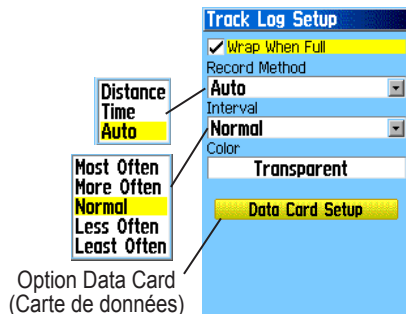 Track Log Setup
Wrap When Full
Record Method
Auto
Interval
Normal
Color
Transparent
Data Card Setup
Distance
Time
Auto
Most Often
More Often
Normal
Less Often
Least Often
Option Data Card
(Carte de données)